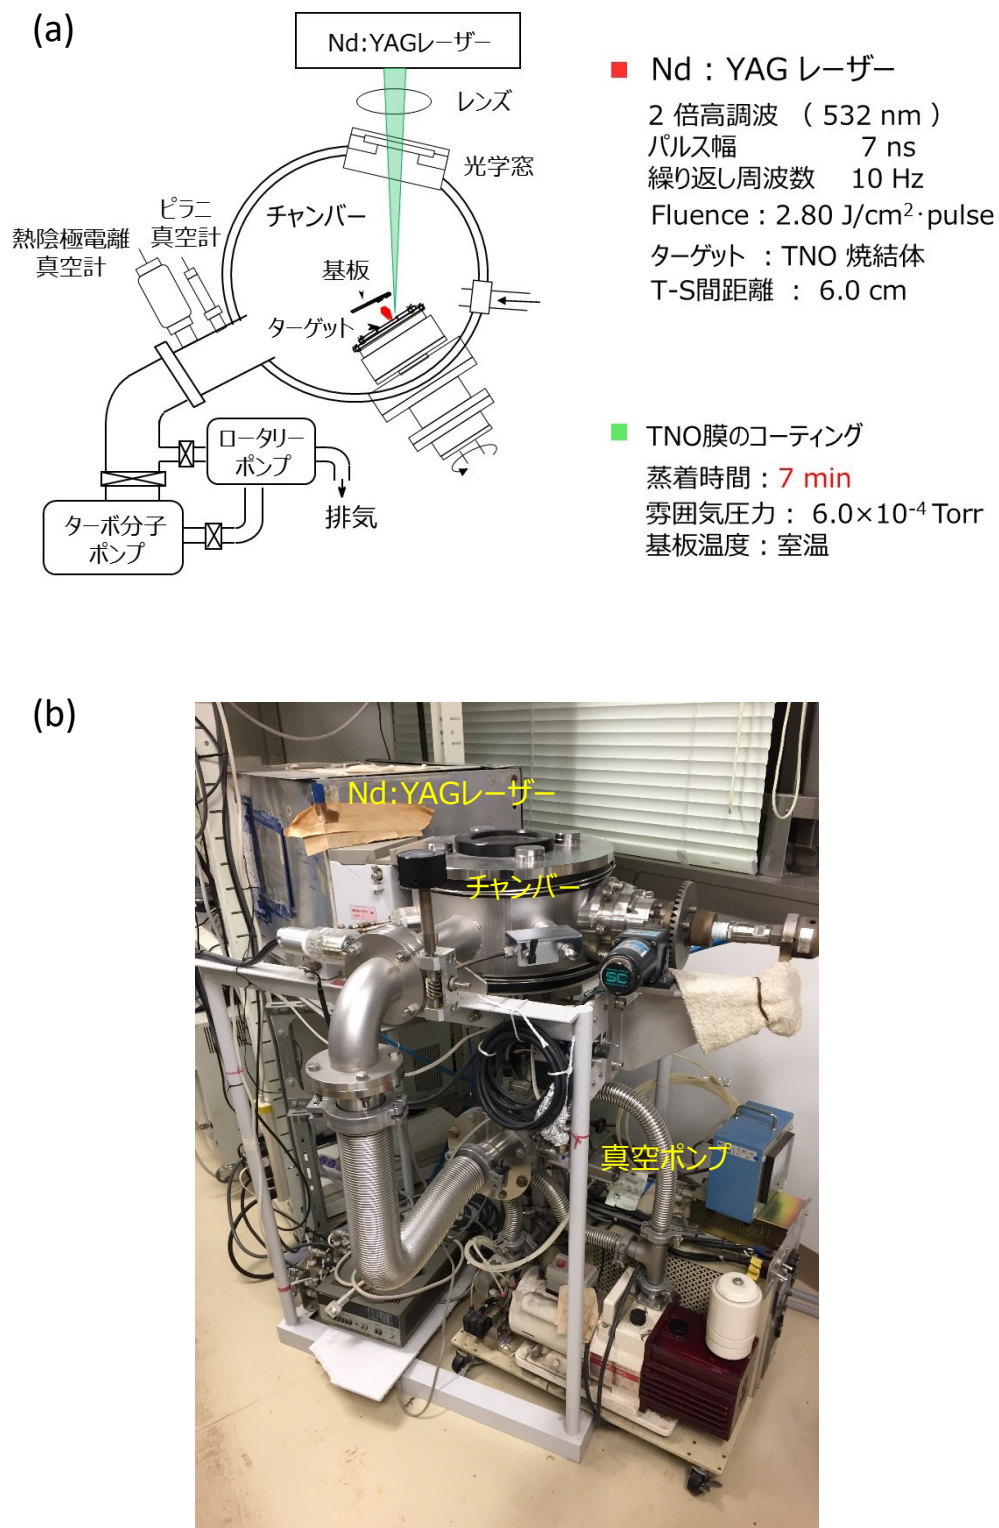 (a)
Nd:YAGレーザー
レンズ
光学窓
チャンバー
ピラニ
真空計
熱陰極電離
真空計
基板
ターゲット
ロータリー
ポンプ
排気
ターボ分子
ポンプ
Nd : YAG レーザー
2 倍高調波 ( 532 nm )
パルス幅 7 ns
繰り返し周波数 10 Hz
Fluence : 2.80 J/cm²·pulse
ターゲット : TNO 焼結体
T-S間距離 : 6.0 cm
TNO膜のコーティング
蒸着時間 : 7 min
雰囲気圧力 : 6.0×10⁻⁴ Torr
基板温度 : 室温
(b)
Nd:YAGレーザー
チャンバー
SC
真空ポンプ